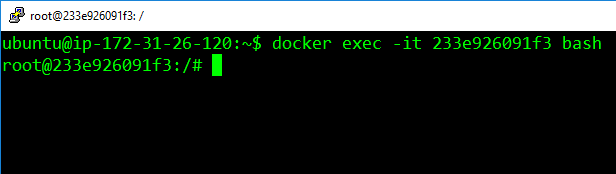 root@233e926091f3: /
ubuntu@ip-172-31-26-120:~$ docker exec -it 233e926091f3 bash
root@233e926091f3:/#